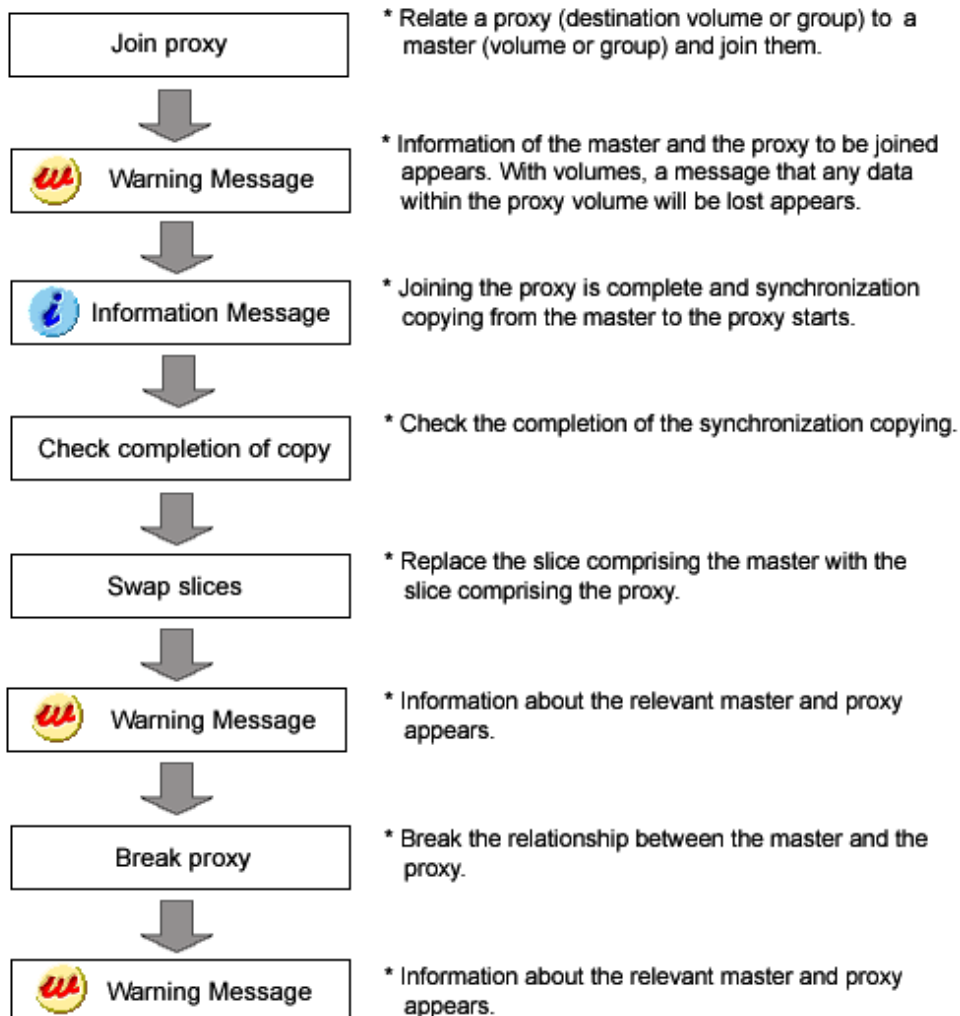 Join proxy
* Relate a proxy (destination volume or group) to a
master (volume or group) and join them.
Warning Message
* Information of the master and the proxy to be joined
appears. With volumes, a message that any data
within the proxy volume will be lost appears.
Information Message
* Joining the proxy is complete and synchronization
copying from the master to the proxy starts.
Check completion of copy
* Check the completion of the synchronization copying.
Swap slices
* Replace the slice comprising the master with the
slice comprising the proxy.
Warning Message
* Information about the relevant master and proxy
appears.
Break proxy
* Break the relationship between the master and the
proxy.
Warning Message
* Information about the relevant master and proxy
appears.